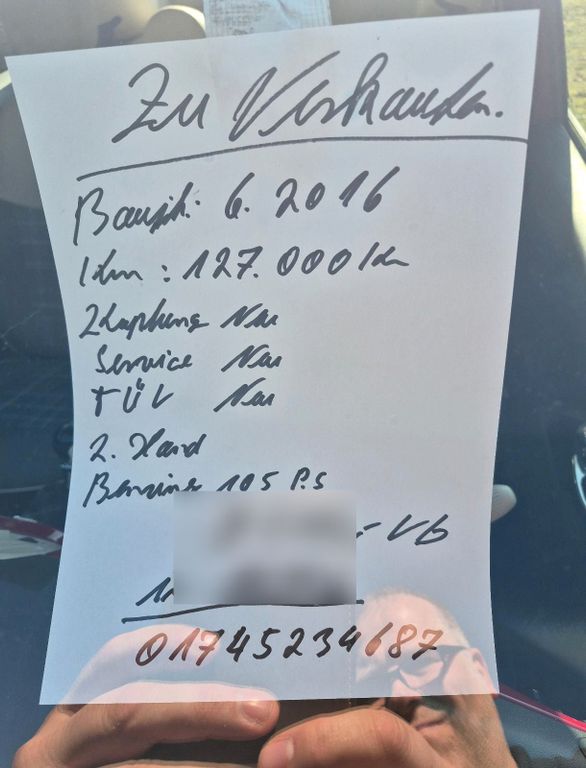 Zu Verkaufen.
Baujh: 6. 2016
Km : 127.000 Km
Kuplung Neu
Service Neu
TÜV Neu
2. Hand
Benzine 105 P.S
- Vb
01745234687